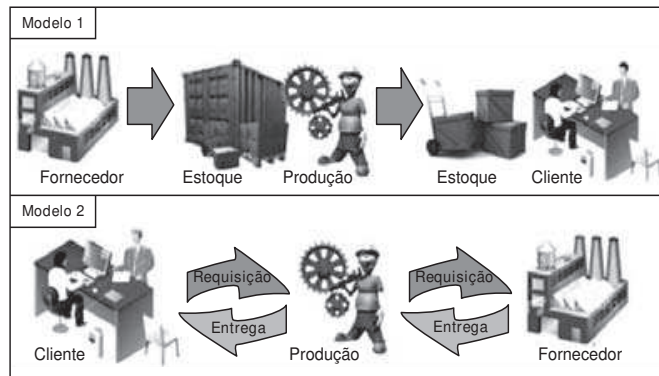 Modelo 1
Fornecedor Estoque Produção Estoque Cliente
Modelo 2
Requisição Requisição
Entrega Entrega
Cliente Produção Fornecedor